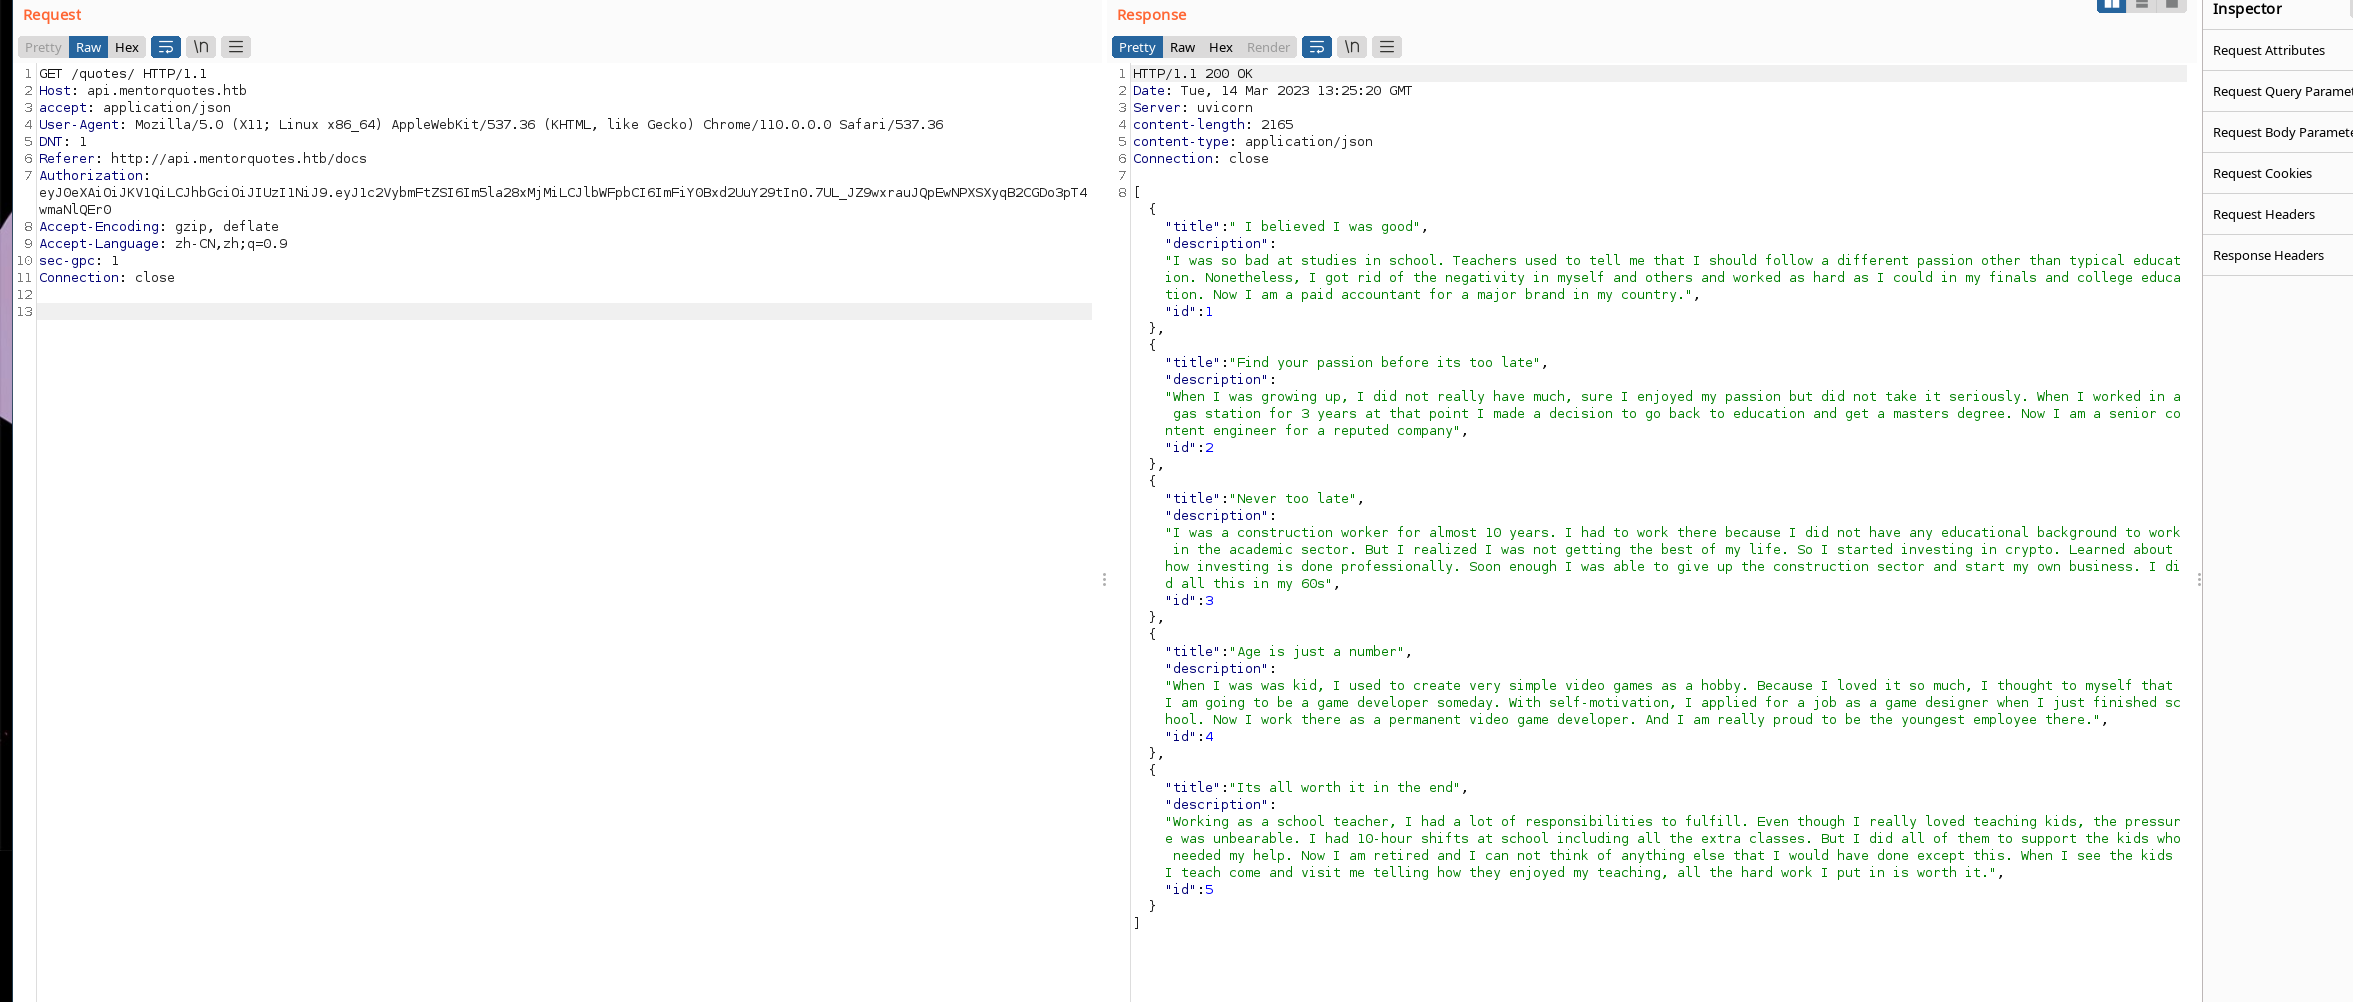 Request
Pretty Raw Hex \n
1 GET /quotes/ HTTP/1.1
2 Host: api.mentorquotes.htb
3 accept: application/json
4 User-Agent: Mozilla/5.0 (X11; Linux x86_64) AppleWebKit/537.36 (KHTML, like Gecko) Chrome/110.0.0.0 Safari/537.36
5 DNT: 1
6 Referer: http://api.mentorquotes.htb/docs
7 Authorization:
eyJ0eXAiOiJKV1QiLCJhbGciOiJIUzI1NiJ9.eyJ1c2VybmFtZSI6Im5la28xMjMiLCJlbWFpbCI6ImFiY0Bxd2UuY29tIn0.7UL_JZ9wxrauJQpEwNPXSXyqB2CGDo3pT4
wmaNlQEr0
8 Accept-Encoding: gzip, deflate
9 Accept-Language: zh-CN,zh;q=0.9
10 sec-gpc: 1
11 Connection: close
12
13
Response
Pretty Raw Hex Render \n
1 HTTP/1.1 200 OK
2 Date: Tue, 14 Mar 2023 13:25:20 GMT
3 Server: uvicorn
4 content-length: 2165
5 content-type: application/json
6 Connection: close
7
8 [
{
"title":" I believed I was good",
"description":
"I was so bad at studies in school. Teachers used to tell me that I should follow a different passion other than typical educat
ion. Nonetheless, I got rid of the negativity in myself and others and worked as hard as I could in my finals and college educa
tion. Now I am a paid accountant for a major brand in my country.",
"id":1
},
{
"title":"Find your passion before its too late",
"description":
"When I was growing up, I did not really have much, sure I enjoyed my passion but did not take it seriously. When I worked in a
gas station for 3 years at that point I made a decision to go back to education and get a masters degree. Now I am a senior co
ntent engineer for a reputed company",
"id":2
},
{
"title":"Never too late",
"description":
"I was a construction worker for almost 10 years. I had to work there because I did not have any educational background to work
in the academic sector. But I realized I was not getting the best of my life. So I started investing in crypto. Learned about
how investing is done professionally. Soon enough I was able to give up the construction sector and start my own business. I di
d all this in my 60s",
"id":3
},
{
"title":"Age is just a number",
"description":
"When I was was kid, I used to create very simple video games as a hobby. Because I loved it so much, I thought to myself that
I am going to be a game developer someday. With self-motivation, I applied for a job as a game designer when I just finished sc
hool. Now I work there as a permanent video game developer. And I am really proud to be the youngest employee there.",
"id":4
},
{
"title":"Its all worth it in the end",
"description":
"Working as a school teacher, I had a lot of responsibilities to fulfill. Even though I really loved teaching kids, the pressur
e was unbearable. I had 10-hour shifts at school including all the extra classes. But I did all of them to support the kids who
needed my help. Now I am retired and I can not think of anything else that I would have done except this. When I see the kids
I teach come and visit me telling how they enjoyed my teaching, all the hard work I put in is worth it.",
"id":5
}
]
Inspector
Request Attributes
Request Query Paramet
Request Body Paramete
Request Cookies
Request Headers
Response Headers